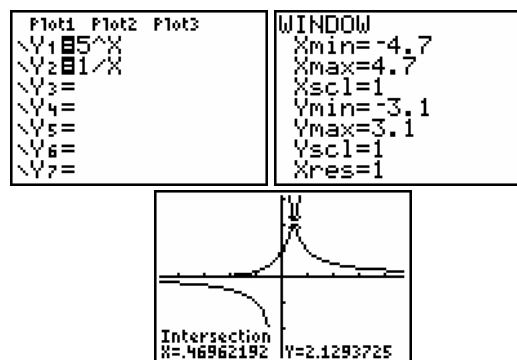 Plot1 Plot2 Plot3
\Y₁=5^X
\Y₂=1/X
\Y₃=
\Y₄=
\Y₅=
\Y₆=
\Y₇=
WINDOW
Xmin=-4.7
Xmax=4.7
Xscl=1
Ymin=-3.1
Ymax=3.1
Yscl=1
Xres=1
Intersection
X=.46962192 Y=2.1293725